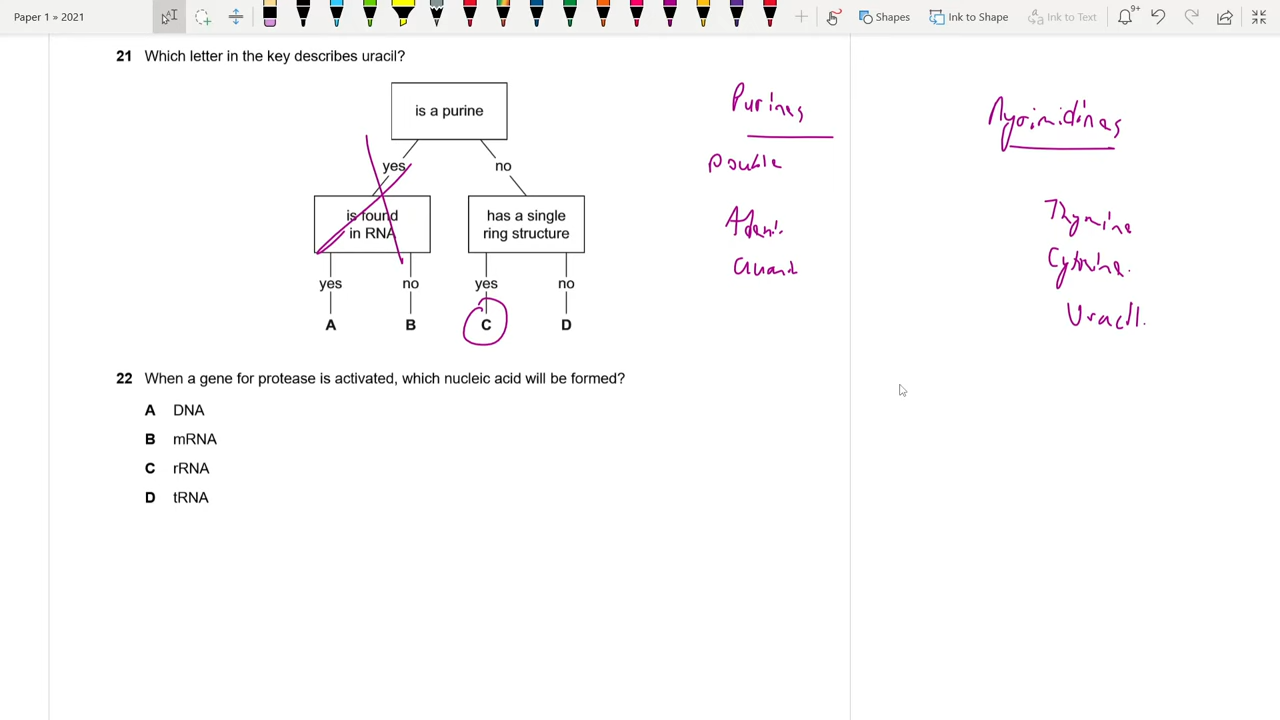 Paper 1 » 2021
Shapes
Ink to Shape
Ink to Text
9+
21 Which letter in the key describes uracil?
is a purine
yes
no
is found
in RNA
has a single
ring structure
yes
no
yes
no
A
B
C
D
Purines
Double
Adeni.
Guani
Pyrimidines
Thymine
Cytosine.
Uracil.
22 When a gene for protease is activated, which nucleic acid will be formed?
A DNA
B mRNA
C rRNA
D tRNA